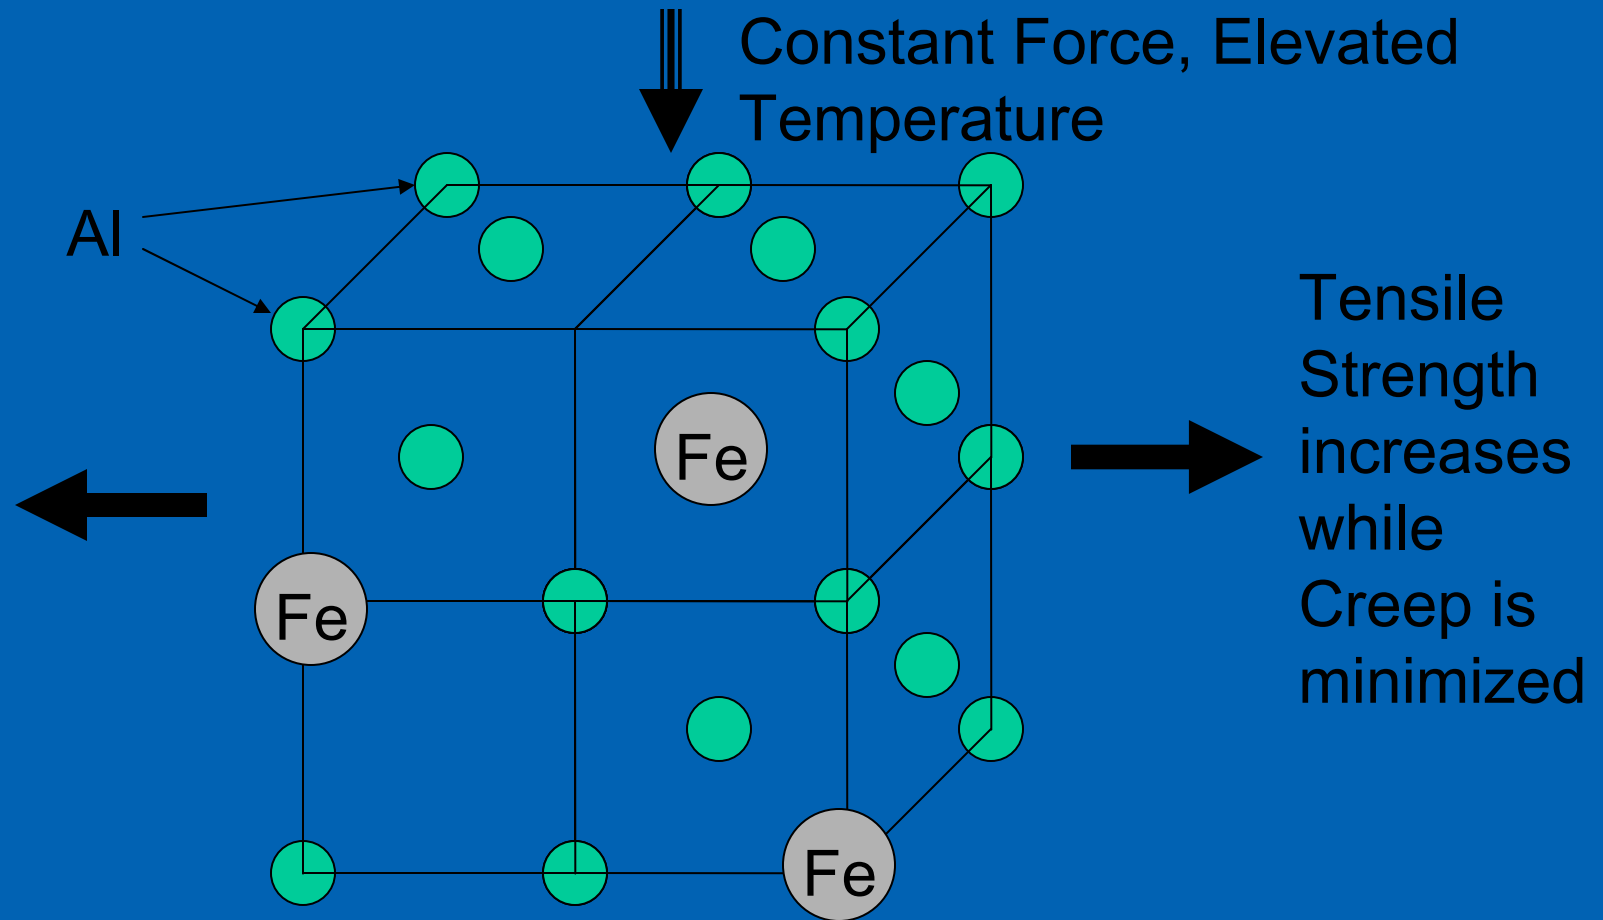 Constant Force, Elevated
Temperature
Al
Tensile
Strength
increases
while
Creep is
minimized
Fe
Fe
Fe